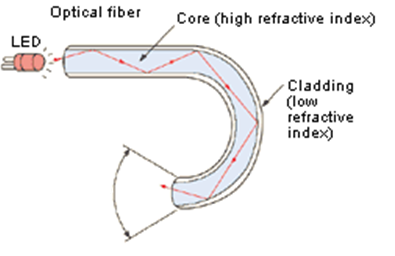 Optical fiber
Core (high refractive index)
LED
Cladding
(low
refractive
index)